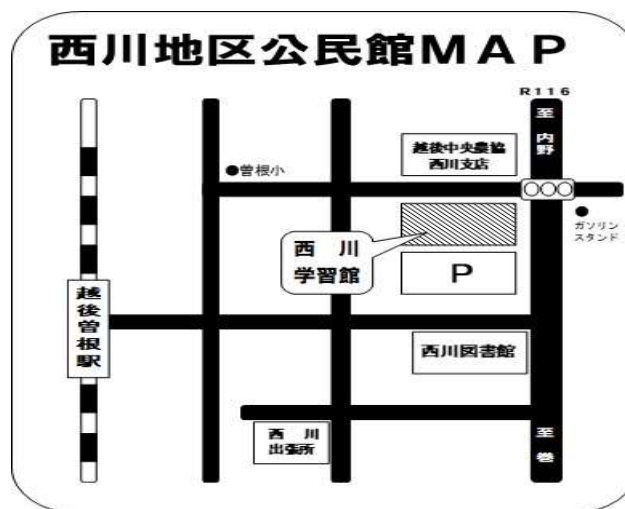 西川地区公民館MAP
R116
至 内野
越後中央農協
西川支店
●曽根小
ガソリン
スタンド
西 川
学習館
P
越後曽根駅
西川図書館
西 川
出張所
至 巻